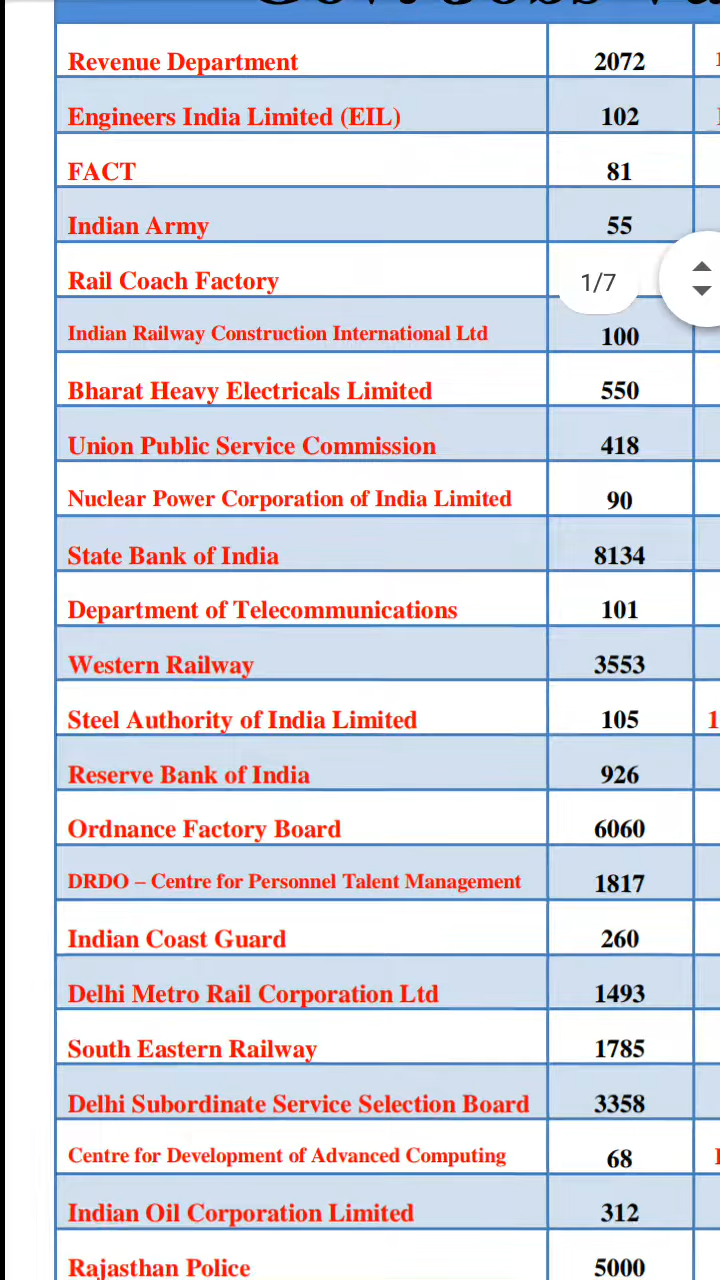 Revenue Department 2072
Engineers India Limited (EIL) 102
FACT 81
Indian Army 55
Rail Coach Factory 1/7
Indian Railway Construction International Ltd 100
Bharat Heavy Electricals Limited 550
Union Public Service Commission 418
Nuclear Power Corporation of India Limited 90
State Bank of India 8134
Department of Telecommunications 101
Western Railway 3553
Steel Authority of India Limited 105 1
Reserve Bank of India 926
Ordnance Factory Board 6060
DRDO – Centre for Personnel Talent Management 1817
Indian Coast Guard 260
Delhi Metro Rail Corporation Ltd 1493
South Eastern Railway 1785
Delhi Subordinate Service Selection Board 3358
Centre for Development of Advanced Computing 68
Indian Oil Corporation Limited 312
Rajasthan Police 5000